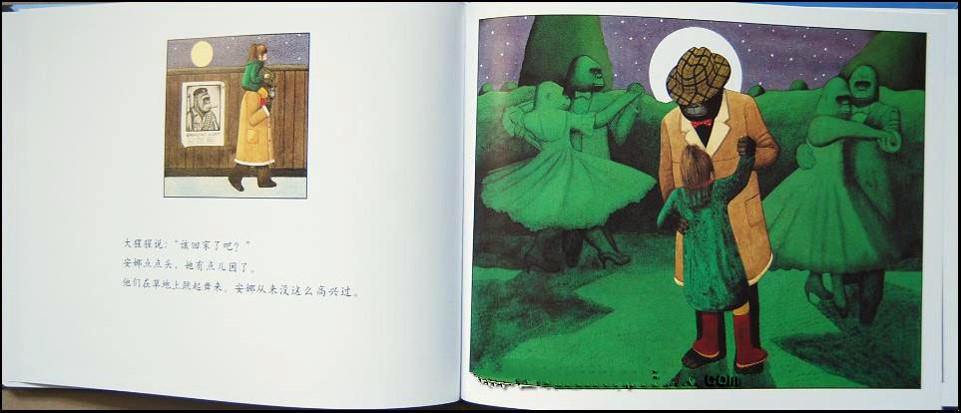 大猩猩说：“该回家了吧？”
安娜点点头，她有点儿困了。
他们在草地上跳起舞来，安娜从来没这么高兴过。